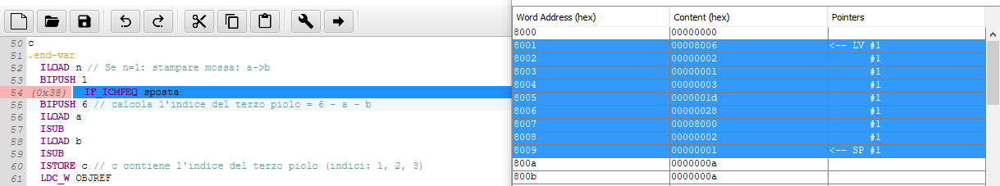 50 c
51 .end-var
52 ILOAD n // Se n=1: stampare mossa: a->b
53 BIPUSH 1
54 (0x38) IF_ICMPEQ sposta
55 BIPUSH 6 // calcola l'indice del terzo piolo = 6 - a - b
56 ILOAD a
57 ISUB
58 ILOAD b
59 ISUB
60 ISTORE c // c contiene l'indice del terzo piolo (indici: 1, 2, 3)
61 LDC_W OBJREF
Word Address (hex) Content (hex) Pointers
8000 00000000
8001 00008006 <-- LV #1
8002 00000002 #1
8003 00000001 #1
8004 00000003 #1
8005 0000001d #1
8006 00000028 #1
8007 00008000 #1
8008 00000002 #1
8009 00000001 <-- SP #1
800a 0000000a
800b 0000000a